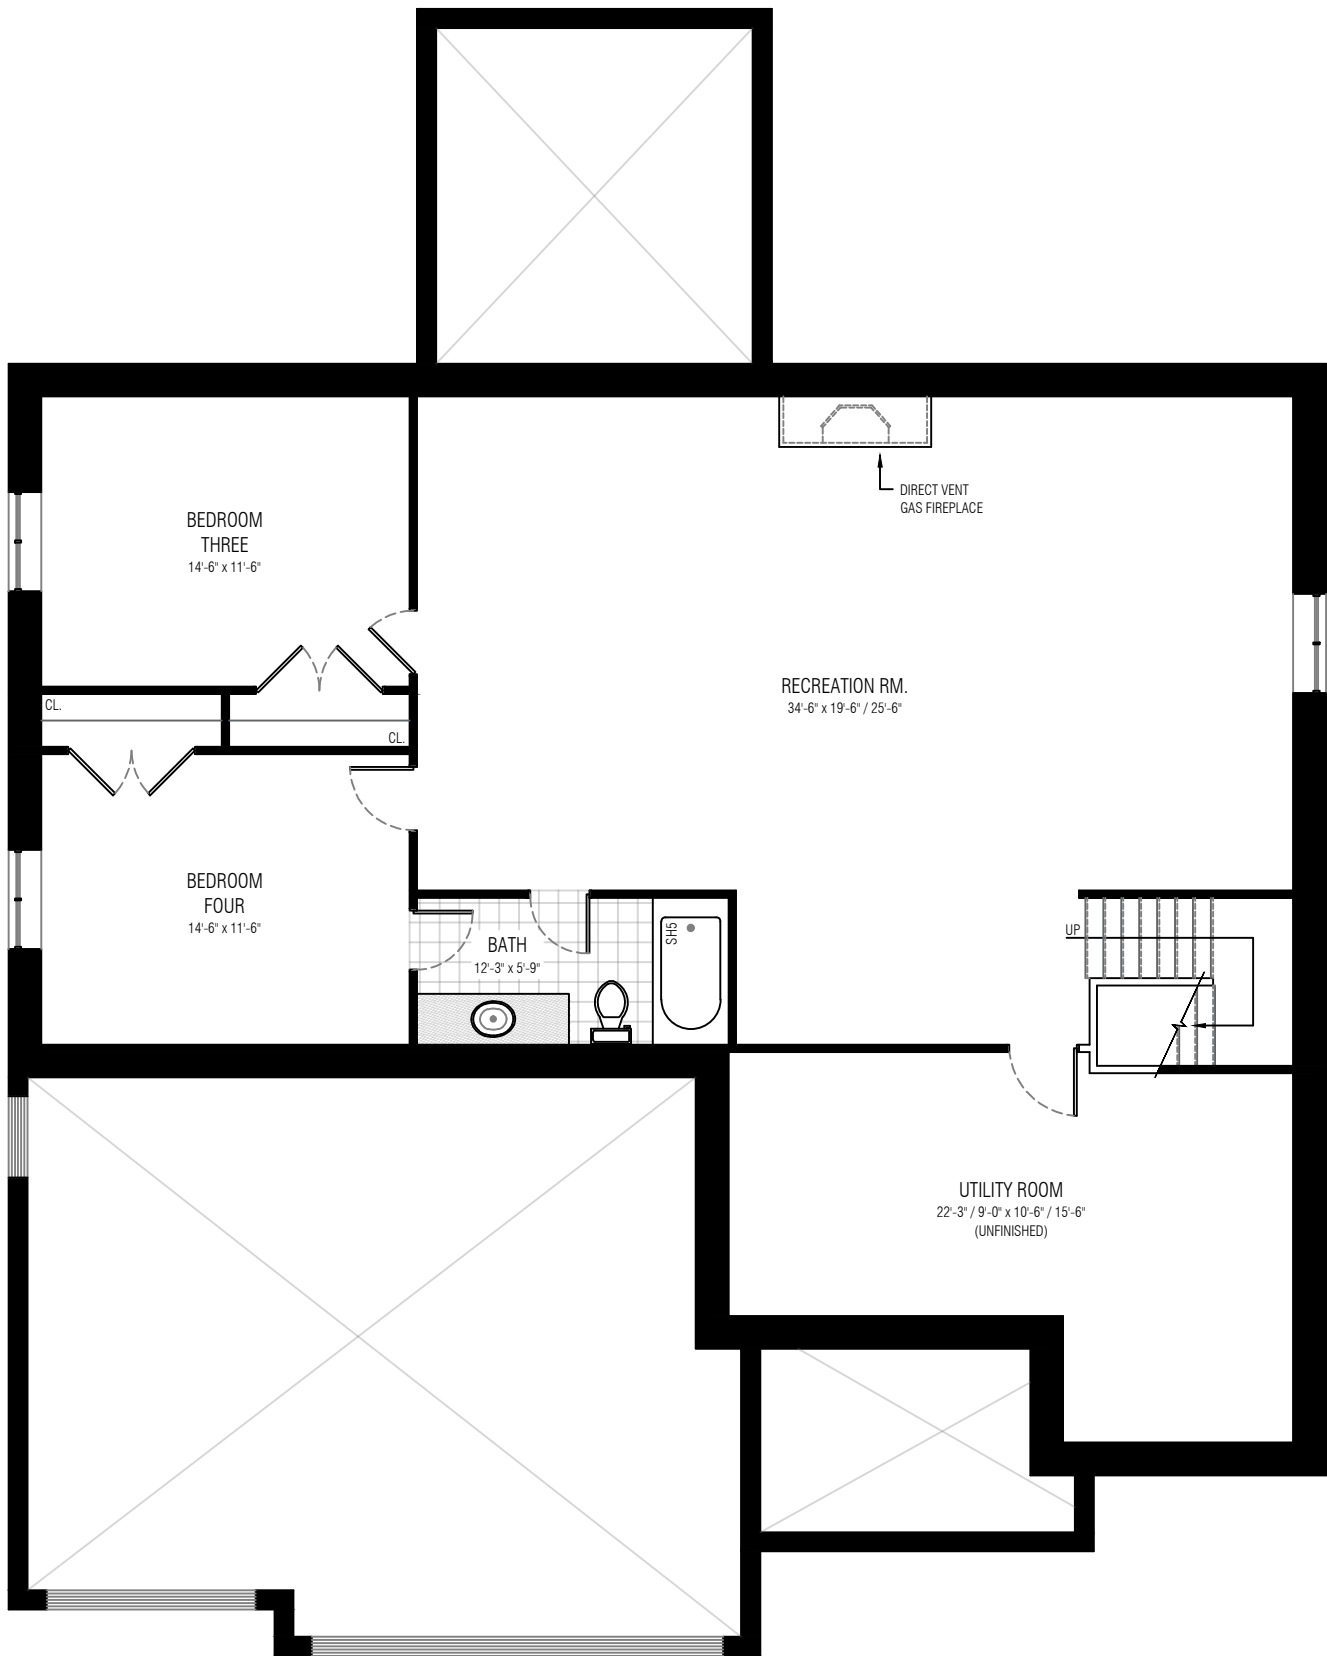 DIRECT VENT
GAS FIREPLACE
BEDROOM
THREE
14'-6" x 11'-6"
RECREATION RM.
34'-6" x 19'-6" / 25'-6"
CL.
CL.
BEDROOM
FOUR
14'-6" x 11'-6"
BATH
12'-3" x 5'-9"
SH5
UP
UTILITY ROOM
22'-3" / 9'-0" x 10'-6" / 15'-6"
(UNFINISHED)